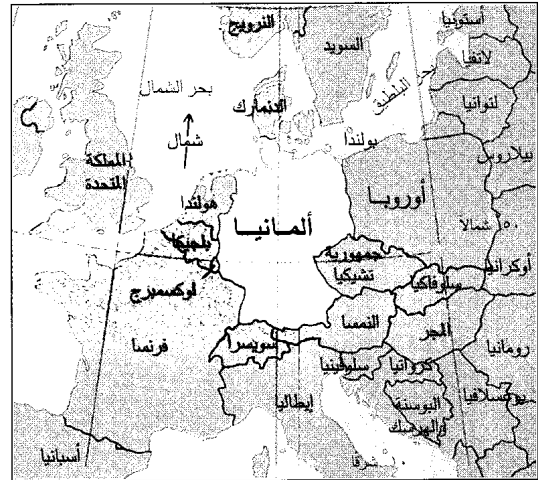 النرويج
أستونيا
السويد
لاتفيا
بحر البلطيق
بحر الشمال
الدنمارك
لتوانيا
شمال
بولندا
بيلاروس
المملكة
المتحدة
هولندا
أوروبا
ألمانيا
٥٠ شمالاً
بلجيكا
جمهورية
تشيكيا
أوكرانيا
سلوفاكيا
لوكسمبرج
النمسا
المجر
فرنسا
سويسرا
رومانيا
سلوفينيا
كرواتيا
إيطاليا
البوسنة
والهرسك
يوغسلافيا
أسبانيا
شرقا